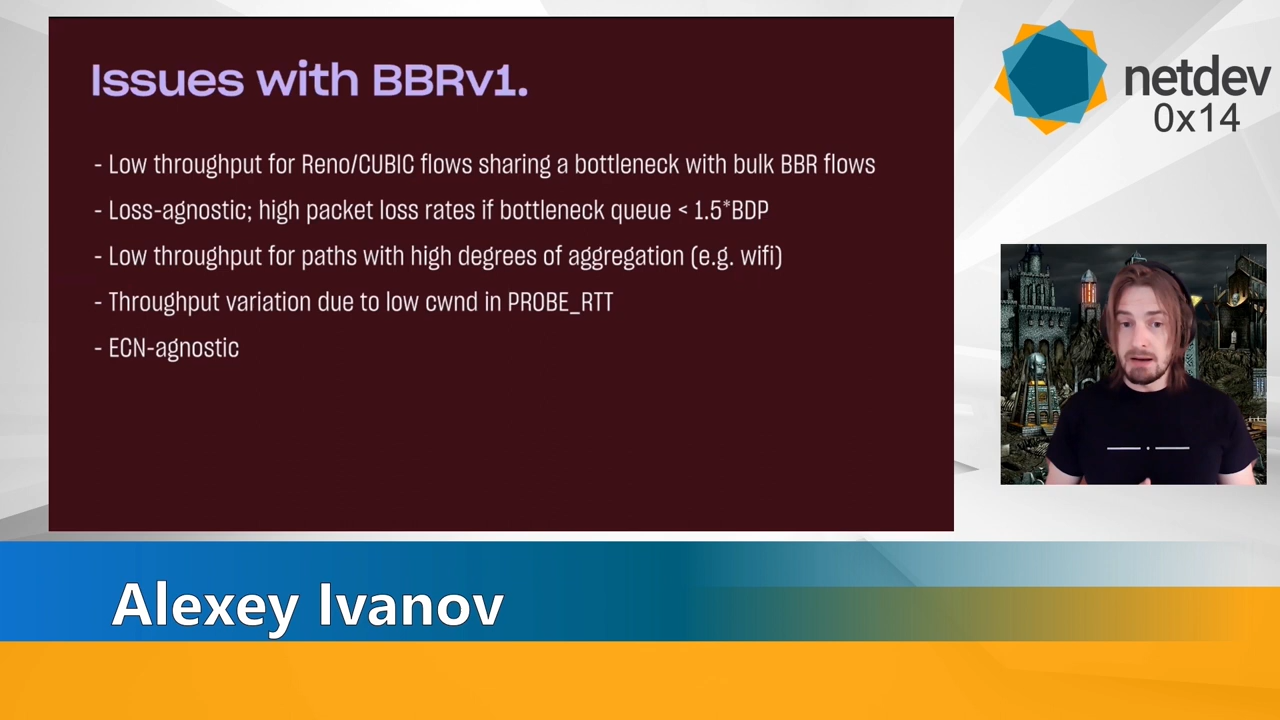 Issues with BBRv1.
- Low throughput for Reno/CUBIC flows sharing a bottleneck with bulk BBR flows
- Loss-agnostic; high packet loss rates if bottleneck queue < 1.5*BDP
- Low throughput for paths with high degrees of aggregation (e.g. wifi)
- Throughput variation due to low cwnd in PROBE_RTT
- ECN-agnostic
netdev
0x14
Alexey Ivanov